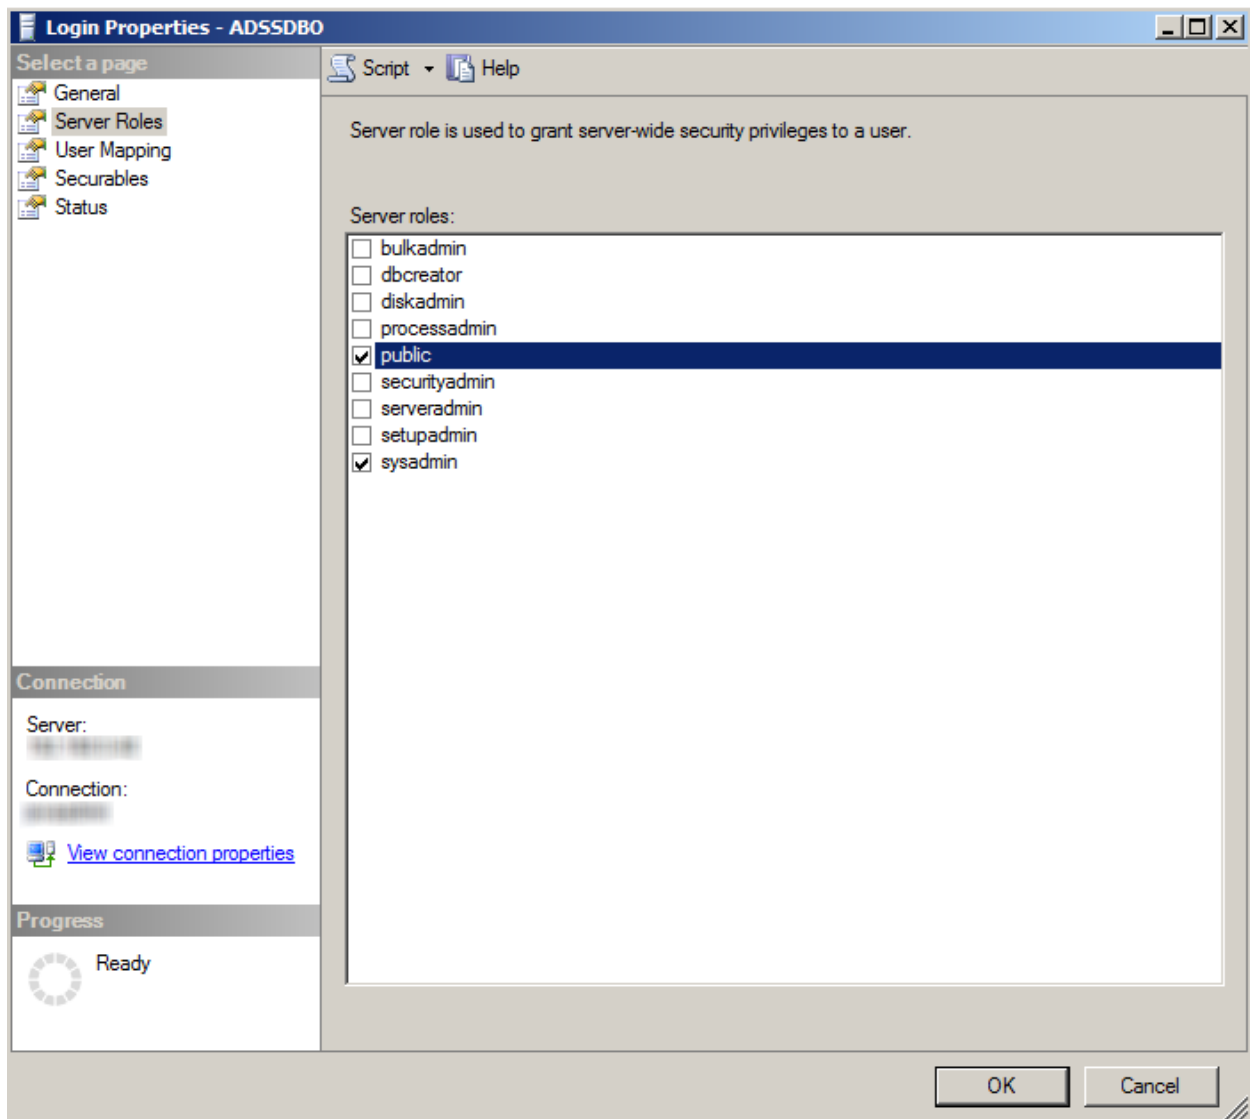 Login Properties - ADSSDBO
Select a page
General
Server Roles
User Mapping
Securables
Status
Script
Help
Server role is used to grant server-wide security privileges to a user.
Server roles:
bulkadmin
dbcreator
diskadmin
processadmin
public
securityadmin
serveradmin
setupadmin
sysadmin
Connection
Server:
Connection:
View connection properties
Progress
Ready
OK
Cancel